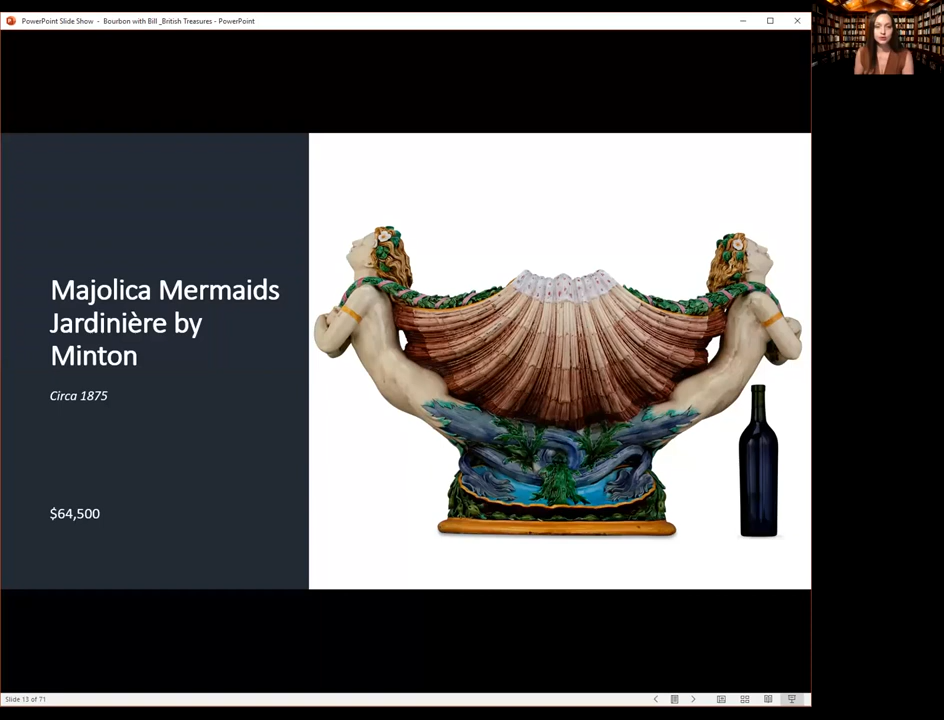 PowerPoint Slide Show - Bourbon with Bill _British Treasures - PowerPoint
Majolica Mermaids
Jardinière by
Minton
Circa 1875
$64,500
Slide 13 of 71